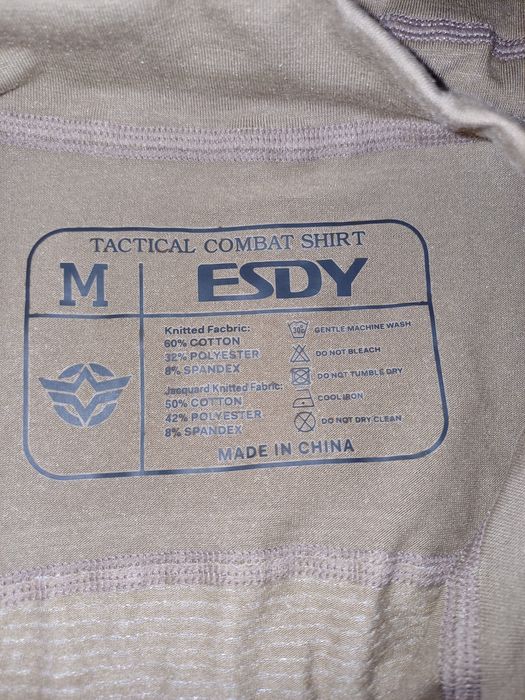 TACTICAL COMBAT SHIRT
M
ESDY
Knitted Facbric:
60% COTTON
32% POLYESTER
8% SPANDEX
Jacquard Knitted Fabric:
50% COTTON
42% POLYESTER
8% SPANDEX
30c GENTLE MACHINE WASH
DO NOT BLEACH
DO NOT TUMBLE DRY
COOL IRON
DO NOT DRY CLEAN
MADE IN CHINA